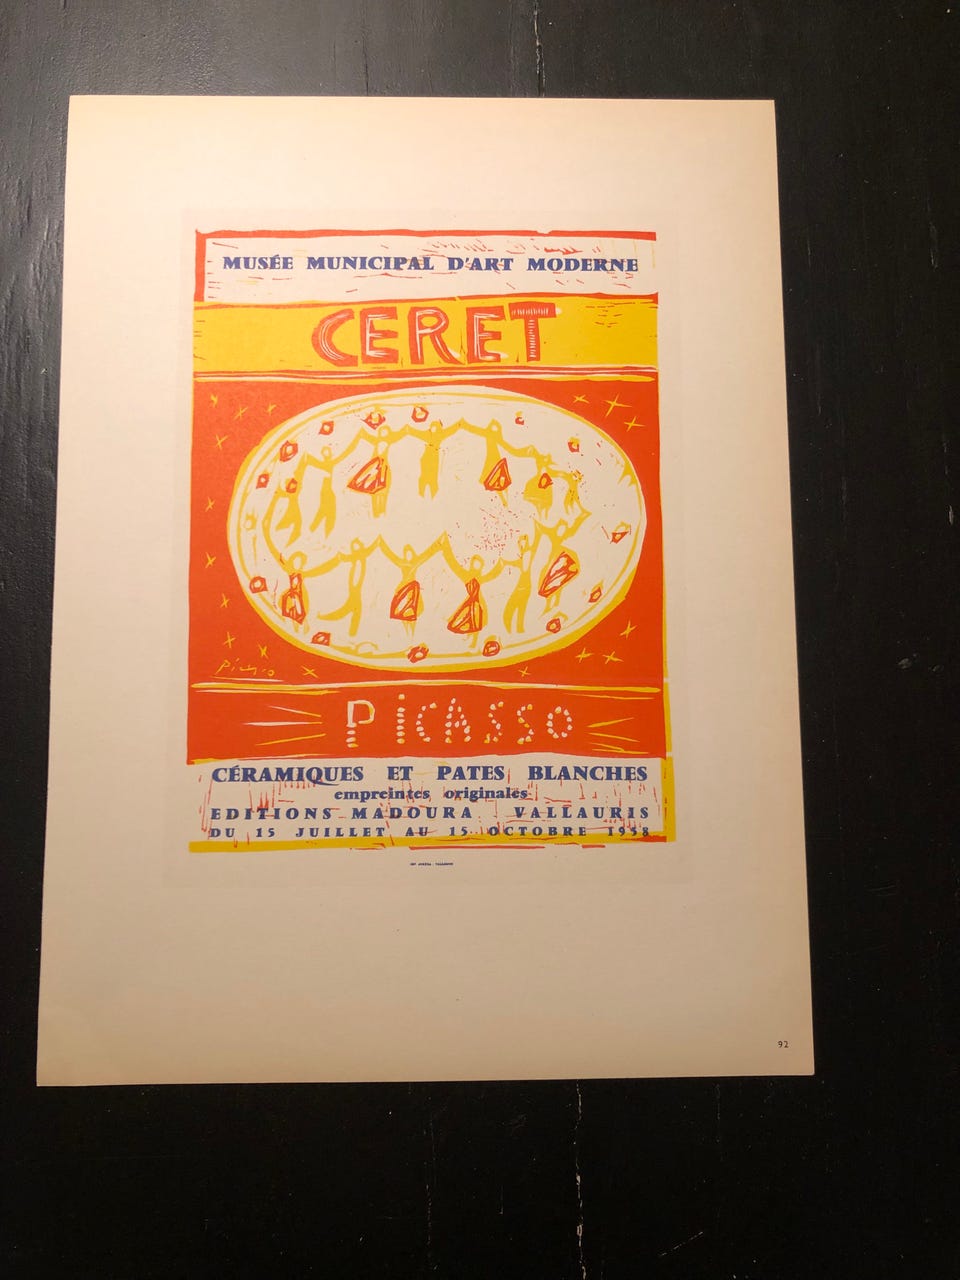 MUSÉE MUNICIPAL D'ART MODERNE
CERET
Picasso
PiCASSO
CÉRAMIQUES ET PATES BLANCHES
empreintes originales
EDITIONS MADOURA VALLAURIS
DU 15 JUILLET AU 15 OCTOBRE 1958
92